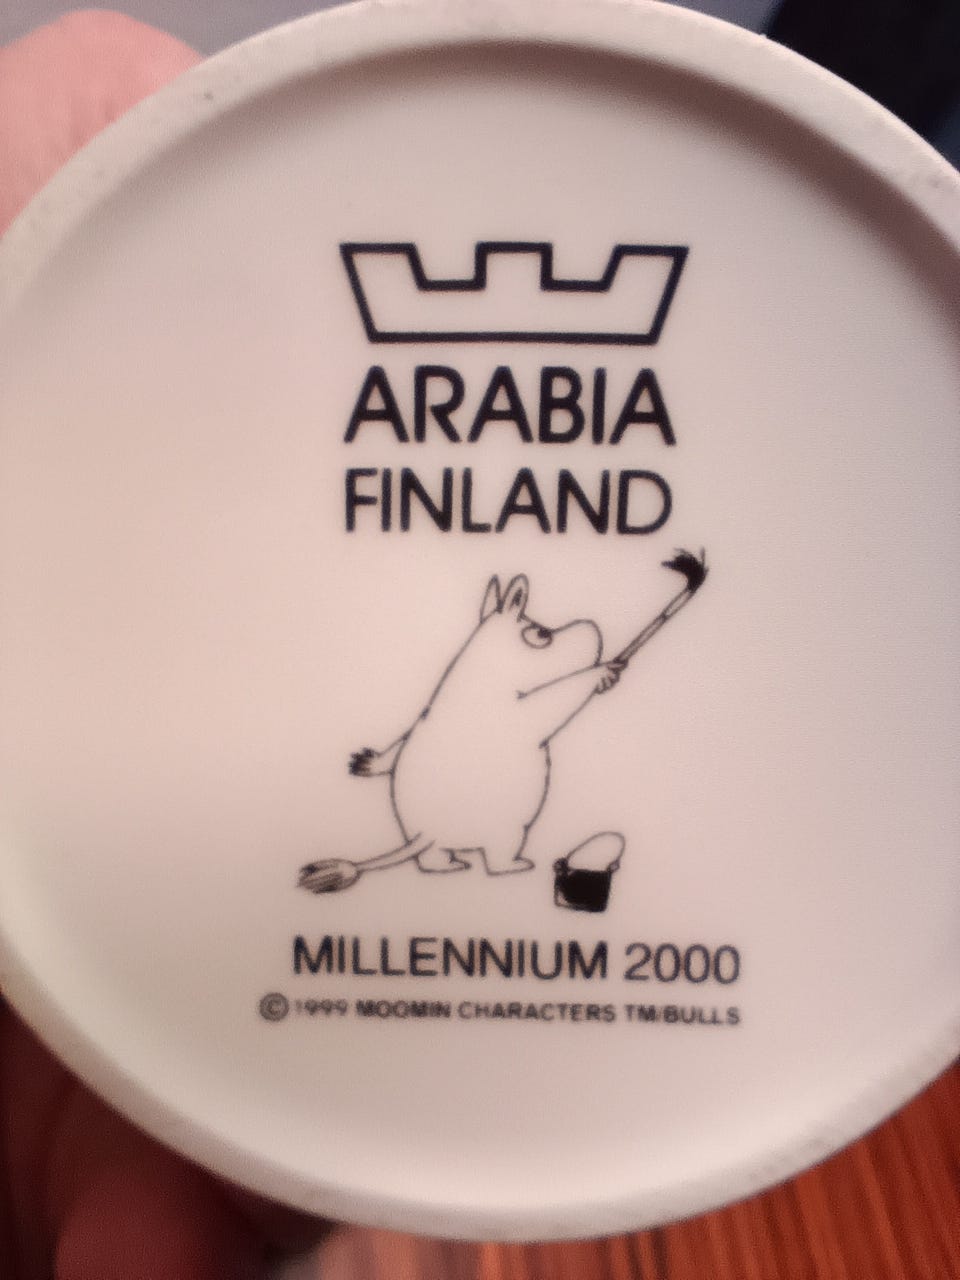 ARABIA
FINLAND
MILLENNIUM 2000
© 1999 MOOMIN CHARACTERS TM/BULLS